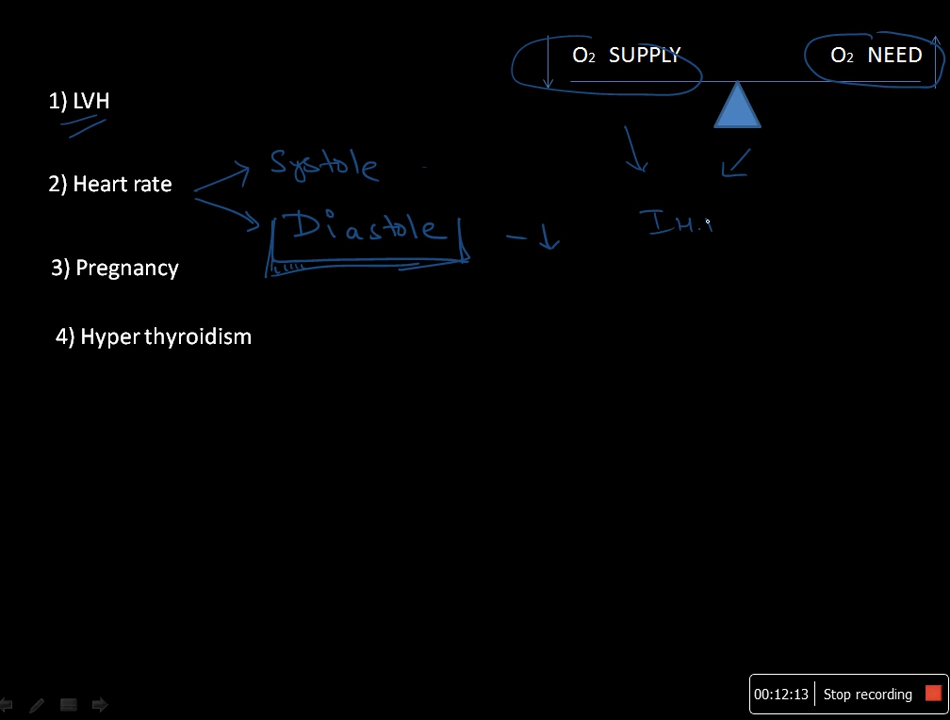 O₂ SUPPLY
O₂ NEED
1) LVH
2) Heart rate
Systole
Diastole
3) Pregnancy
4) Hyper thyroidism
00:12:13 Stop recording